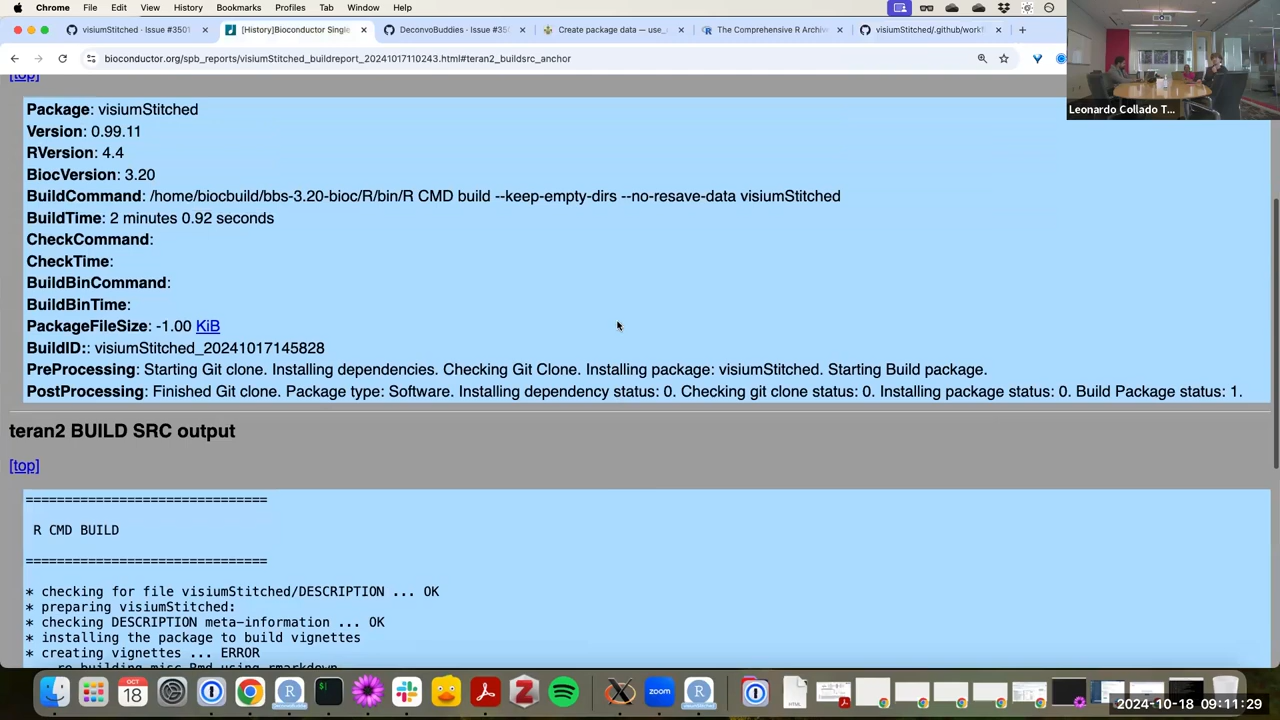 Chrome File Edit View History Bookmarks Profiles Tab Window Help
visiumStitched · Issue #3501 × [History]Bioconductor Single × DeconvoBuddies · Issue #35 × Create package data — use_ × The Comprehensive R Archiv × visiumStitched/.github/workf × +
bioconductor.org/spb_reports/visiumStitched_buildreport_20241017110243.html#teran2_buildsrc_anchor
Leonardo Collado T...
[top]
Package: visiumStitched
Version: 0.99.11
RVersion: 4.4
BiocVersion: 3.20
BuildCommand: /home/biocbuild/bbs-3.20-bioc/R/bin/R CMD build --keep-empty-dirs --no-resave-data visiumStitched
BuildTime: 2 minutes 0.92 seconds
CheckCommand:
CheckTime:
BuildBinCommand:
BuildBinTime:
PackageFileSize: -1.00 KiB
BuildID:: visiumStitched_20241017145828
PreProcessing: Starting Git clone. Installing dependencies. Checking Git Clone. Installing package: visiumStitched. Starting Build package.
PostProcessing: Finished Git clone. Package type: Software. Installing dependency status: 0. Checking git clone status: 0. Installing package status: 0. Build Package status: 1.
teran2 BUILD SRC output
[top]
===============================
R CMD BUILD
===============================
* checking for file visiumStitched/DESCRIPTION ... OK
* preparing visiumStitched:
* checking DESCRIPTION meta-information ... OK
* installing the package to build vignettes
* creating vignettes ... ERROR
OCT
18
zoom
2024-10-18 09:11:29